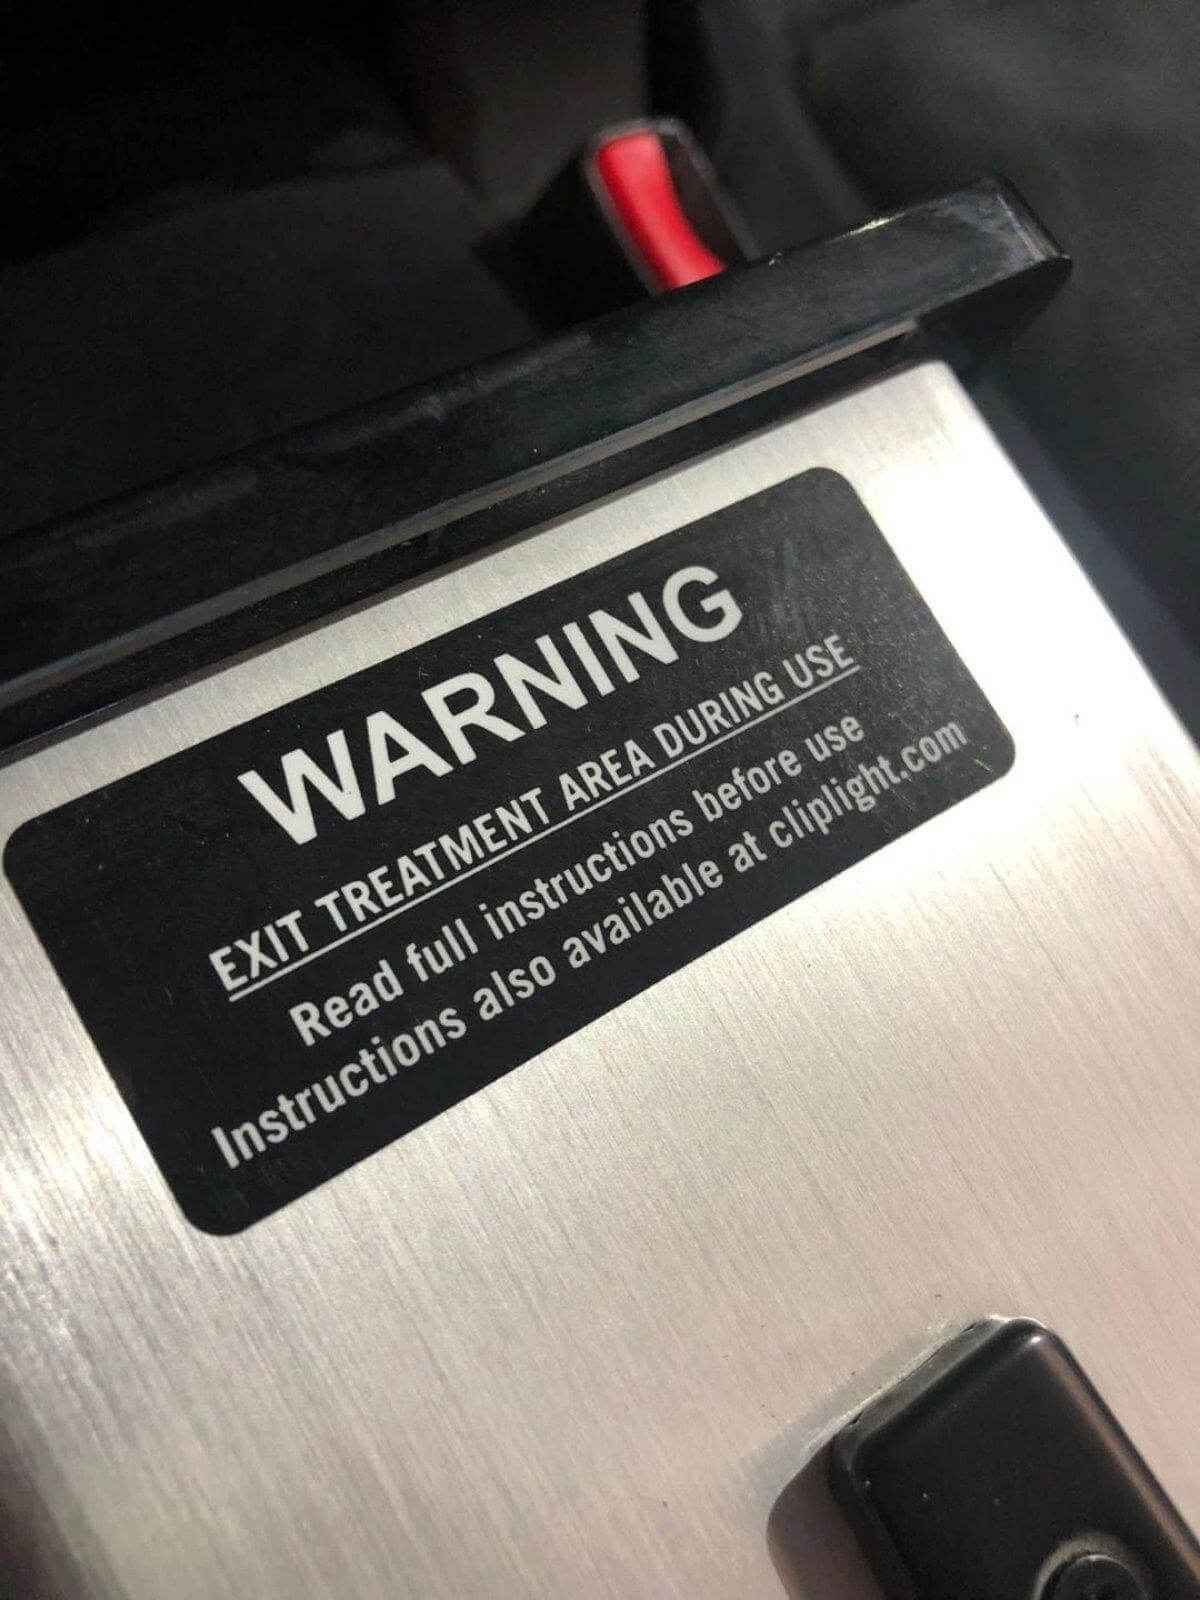 WARNING
EXIT TREATMENT AREA DURING USE
Read full instructions before use
Instructions also available at cliplight.com